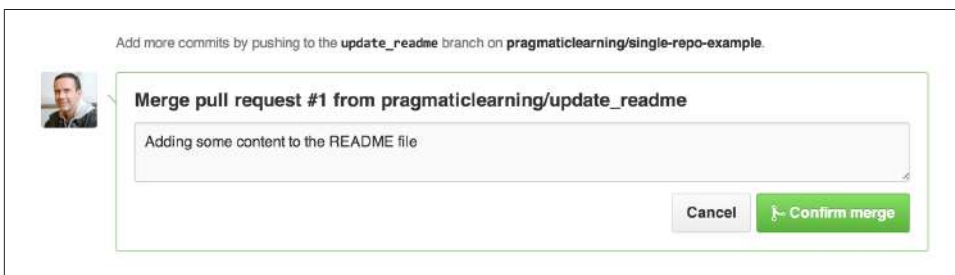 Add more commits by pushing to the update_readme branch on pragmaticlearning/single-repo-example.
Merge pull request #1 from pragmaticlearning/update_readme
Adding some content to the README file
Cancel
Confirm merge